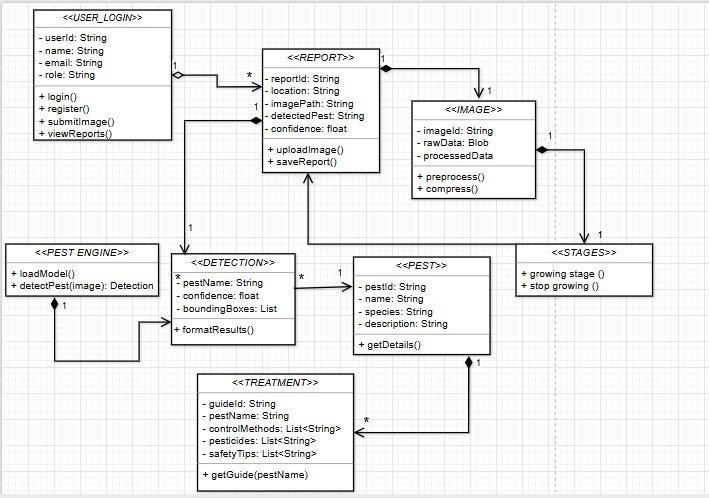 <<USER_LOGIN>>
- userId: String
- name: String
- email: String
- role: String
+ login()
+ register()
+ submitImage()
+ viewReports()
1
*
<<REPORT>>
- reportId: String
- location: String
- imagePath: String
- detectedPest: String
- confidence: float
+ uploadImage()
+ saveReport()
1
1
1
<<IMAGE>>
- imageId: String
- rawData: Blob
- processedData
+ preprocess()
+ compress()
1
1
1
<<PEST ENGINE>>
+ loadModel()
+ detectPest(image): Detection
1
<<DETECTION>>
*
- pestName: String
- confidence: float
- boundingBoxes: List
+ formatResults()
*
1
<<PEST>>
- pestId: String
- name: String
- species: String
- description: String
+ getDetails()
1
<<STAGES>>
+ growing stage ()
+ stop growing ()
<<TREATMENT>>
- guideId: String
- pestName: String
- controlMethods: List<String>
- pesticides: List<String>
- safetyTips: List<String>
+ getGuide(pestName)
*